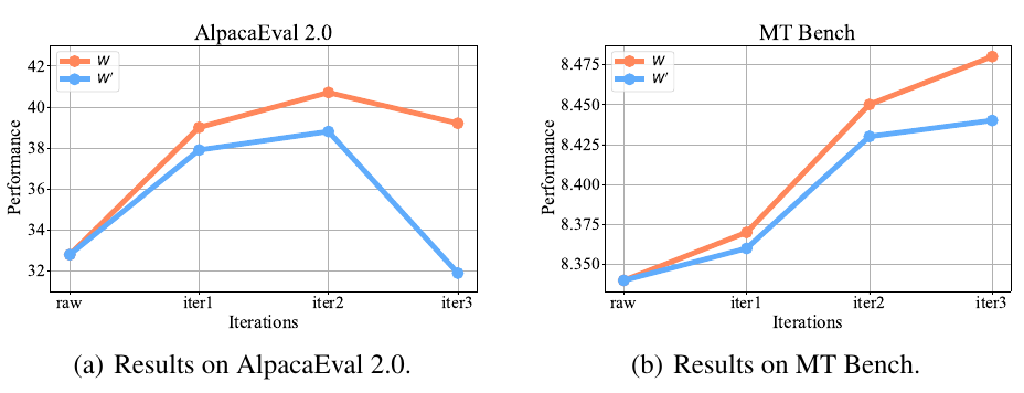 AlpacaEval 2.0
W
W'
42
40
38
36
34
32
Performance
raw iter1 iter2 iter3
Iterations
(a) Results on AlpacaEval 2.0.
MT Bench
W
W'
8.475
8.450
8.425
8.400
8.375
8.350
Performance
raw iter1 iter2 iter3
Iterations
(b) Results on MT Bench.